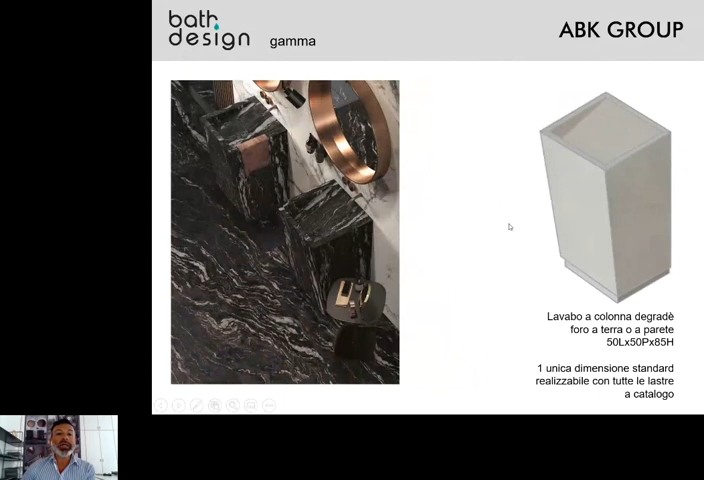 bath
design
gamma
ABK GROUP
Lavabo a colonna degradè
foro a terra o a parete
50Lx50Px85H
1 unica dimensione standard
realizzabile con tutte le lastre
a catalogo